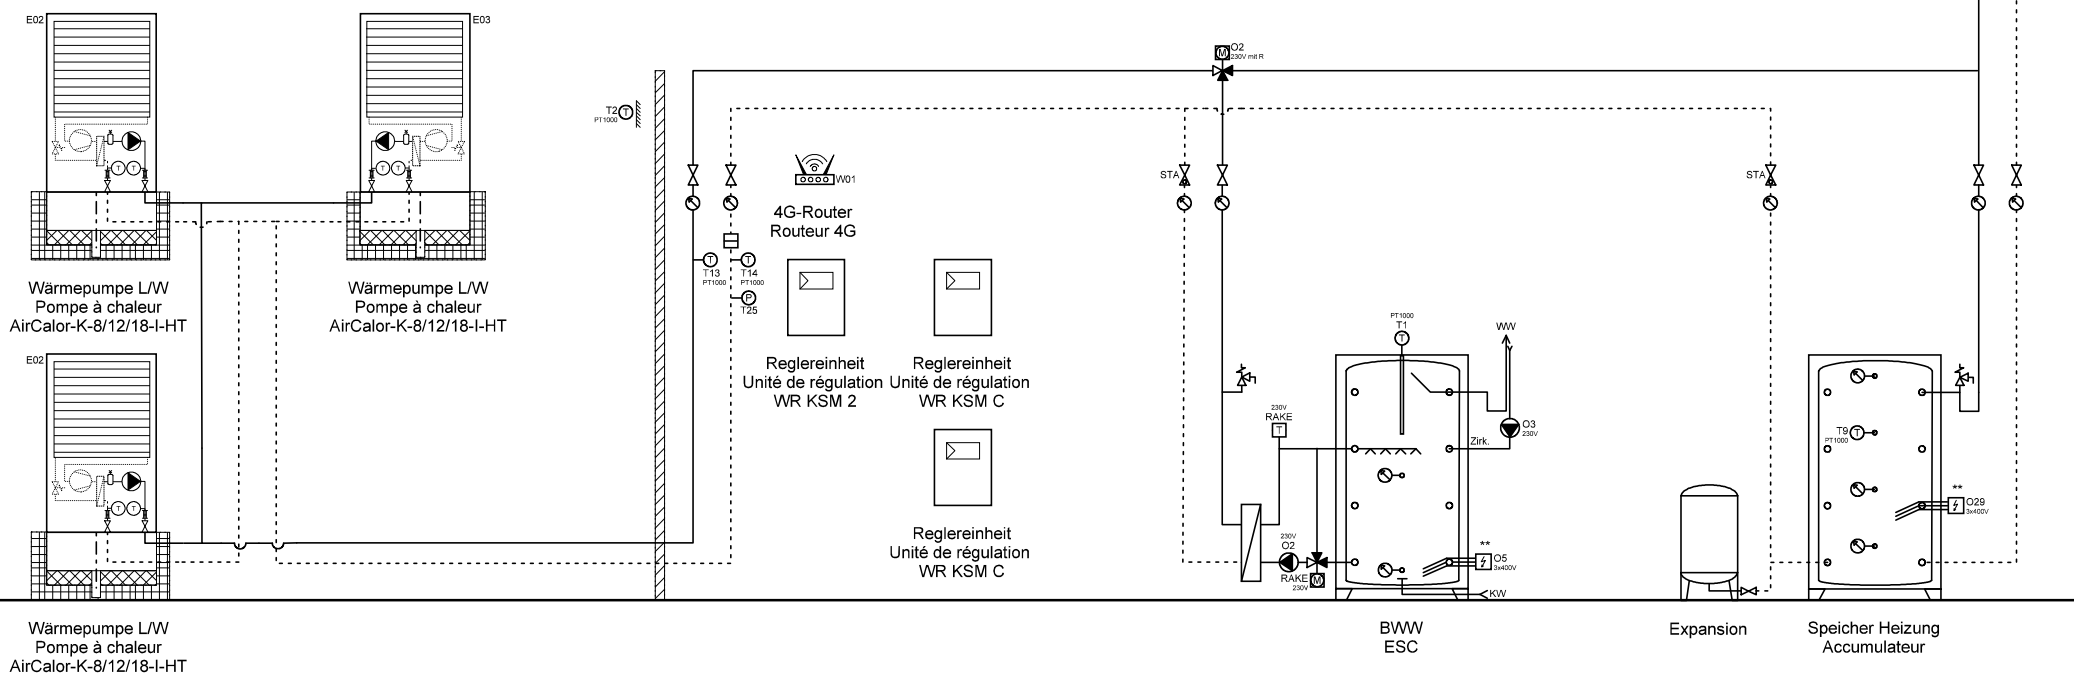 E02
E03
O2
230V mit R
M
T2
T
PT1000
STA
STA
W01
4G-Router
Routeur 4G
T
T
T
T
T
T13
PT1000
T
T14
PT1000
P
T25
Wärmepumpe L/W
Pompe à chaleur
AirCalor-K-8/12/18-I-HT
Wärmepumpe L/W
Pompe à chaleur
AirCalor-K-8/12/18-I-HT
E02
T
T
Reglereinheit
Unité de régulation
WR KSM 2
Reglereinheit
Unité de régulation
WR KSM C
Reglereinheit
Unité de régulation
WR KSM C
PT1000
T1
T
WW
230V
RAKE
T
O3
230V
Zirk.
230V
O2
RAKE
230V
M
**
O5
3x400V
KW
T9
T
PT1000
**
O29
3x400V
Wärmepumpe L/W
Pompe à chaleur
AirCalor-K-8/12/18-I-HT
BWW
ESC
Expansion
Speicher Heizung
Accumulateur